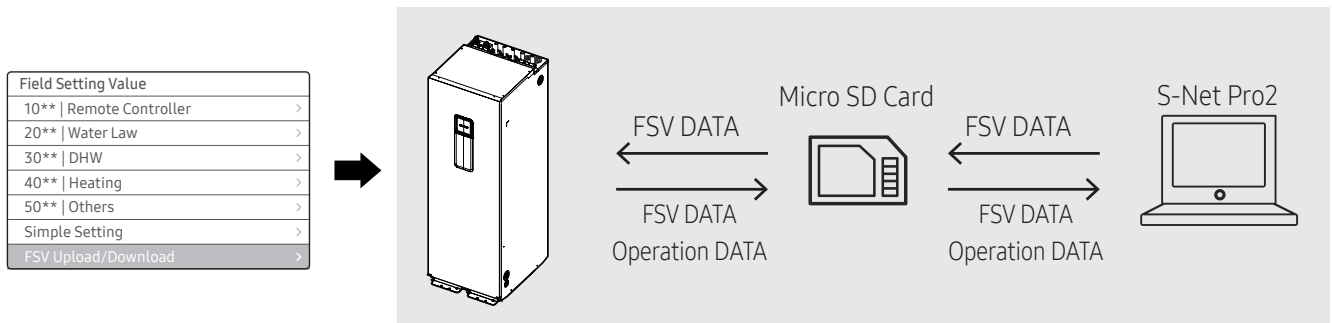 Field Setting Value
10** | Remote Controller >
20** | Water Law >
30** | DHW >
40** | Heating >
50** | Others >
Simple Setting >
FSV Upload/Download >
Micro SD Card
S-Net Pro2
FSV DATA
FSV DATA
FSV DATA
Operation DATA
FSV DATA
Operation DATA